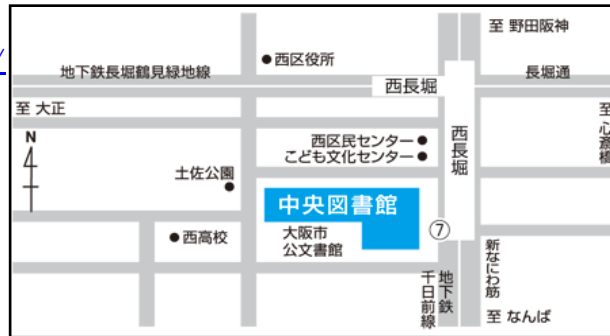 至 野田阪神
西区役所
地下鉄長堀鶴見緑地線
西長堀
長堀通
至 大正
至 心斎橋
N
西区民センター
こども文化センター
西長堀
土佐公園
中央図書館
大阪市
公文書館
⑦
西高校
新なにわ筋
地下鉄
千日前線
至 なんば